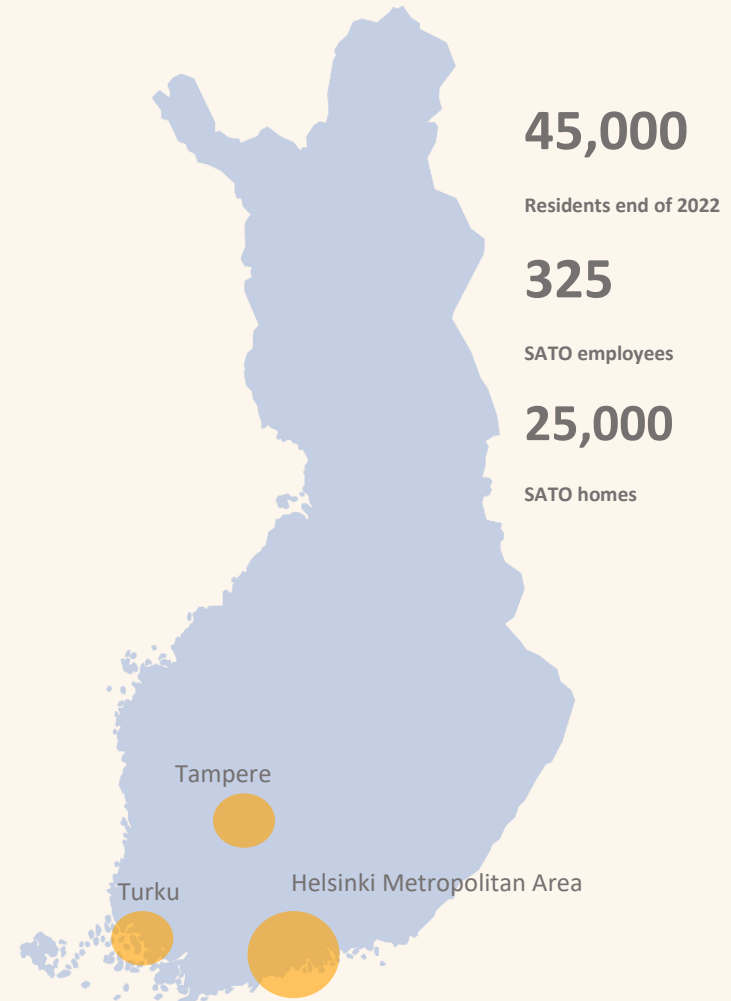 45,000
Residents end of 2022
325
SATO employees
25,000
SATO homes
Tampere
Helsinki Metropolitan Area
Turku